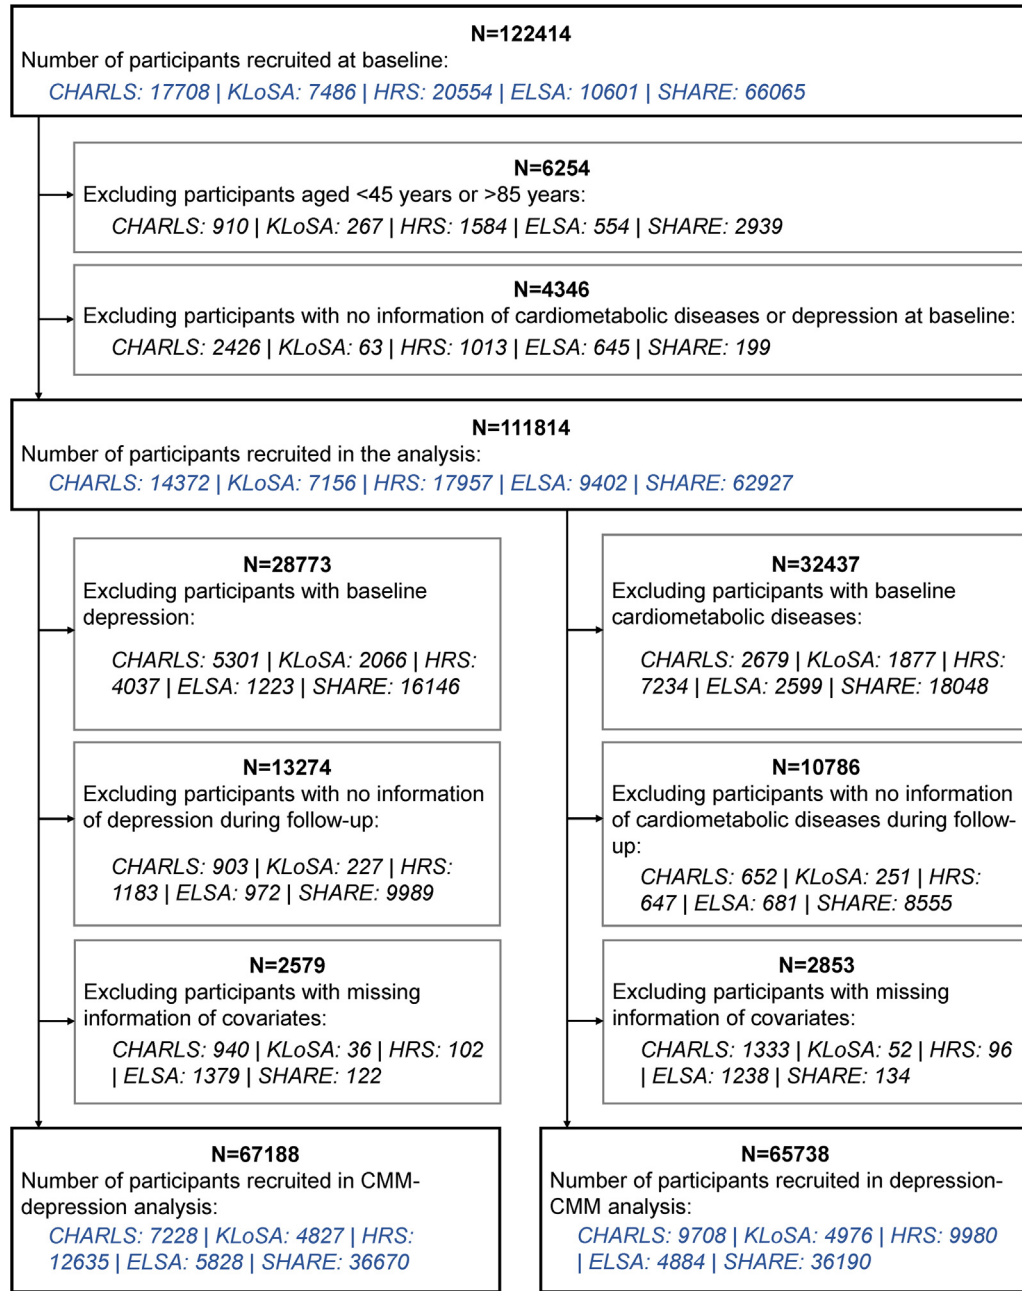 N=122414
Number of participants recruited at baseline:
CHARLS: 17708 | KLoSA: 7486 | HRS: 20554 | ELSA: 10601 | SHARE: 66065
N=6254
Excluding participants aged <45 years or >85 years:
CHARLS: 910 | KLoSA: 267 | HRS: 1584 | ELSA: 554 | SHARE: 2939
N=4346
Excluding participants with no information of cardiometabolic diseases or depression at baseline:
CHARLS: 2426 | KLoSA: 63 | HRS: 1013 | ELSA: 645 | SHARE: 199
N=111814
Number of participants recruited in the analysis:
CHARLS: 14372 | KLoSA: 7156 | HRS: 17957 | ELSA: 9402 | SHARE: 62927
N=28773
Excluding participants with baseline
depression:
CHARLS: 5301 | KLoSA: 2066 | HRS:
4037 | ELSA: 1223 | SHARE: 16146
N=13274
Excluding participants with no information
of depression during follow-up:
CHARLS: 903 | KLoSA: 227 | HRS:
1183 | ELSA: 972 | SHARE: 9989
N=2579
Excluding participants with missing
information of covariates:
CHARLS: 940 | KLoSA: 36 | HRS: 102
| ELSA: 1379 | SHARE: 122
N=67188
Number of participants recruited in CMM-
depression analysis:
CHARLS: 7228 | KLoSA: 4827 | HRS:
12635 | ELSA: 5828 | SHARE: 36670
N=32437
Excluding participants with baseline
cardiometabolic diseases:
CHARLS: 2679 | KLoSA: 1877 | HRS:
7234 | ELSA: 2599 | SHARE: 18048
N=10786
Excluding participants with no information
of cardiometabolic diseases during follow-
up:
CHARLS: 652 | KLoSA: 251 | HRS:
647 | ELSA: 681 | SHARE: 8555
N=2853
Excluding participants with missing
information of covariates:
CHARLS: 1333 | KLoSA: 52 | HRS: 96
| ELSA: 1238 | SHARE: 134
N=65738
Number of participants recruited in depression-
CMM analysis:
CHARLS: 9708 | KLoSA: 4976 | HRS: 9980
| ELSA: 4884 | SHARE: 36190